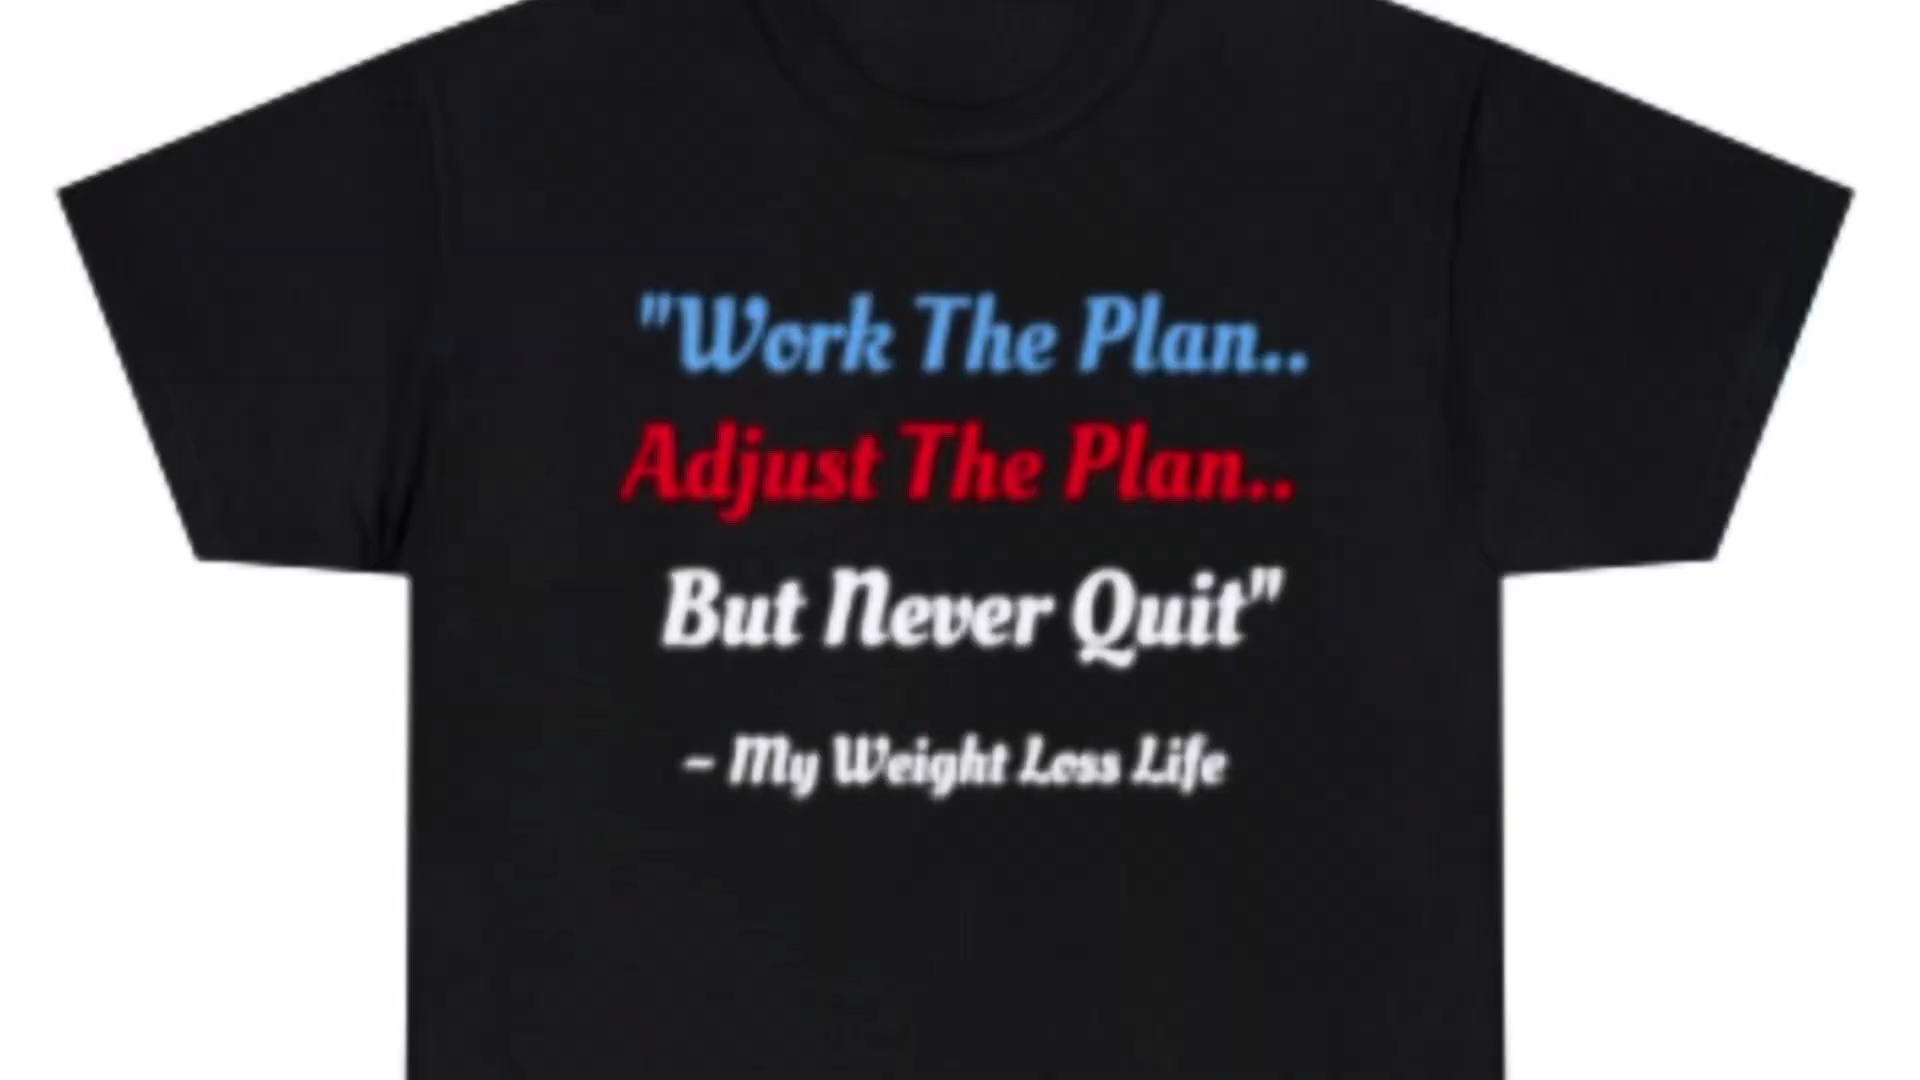 "Work The Plan..
Adjust The Plan..
But Never Quit"
- My Weight Loss Life